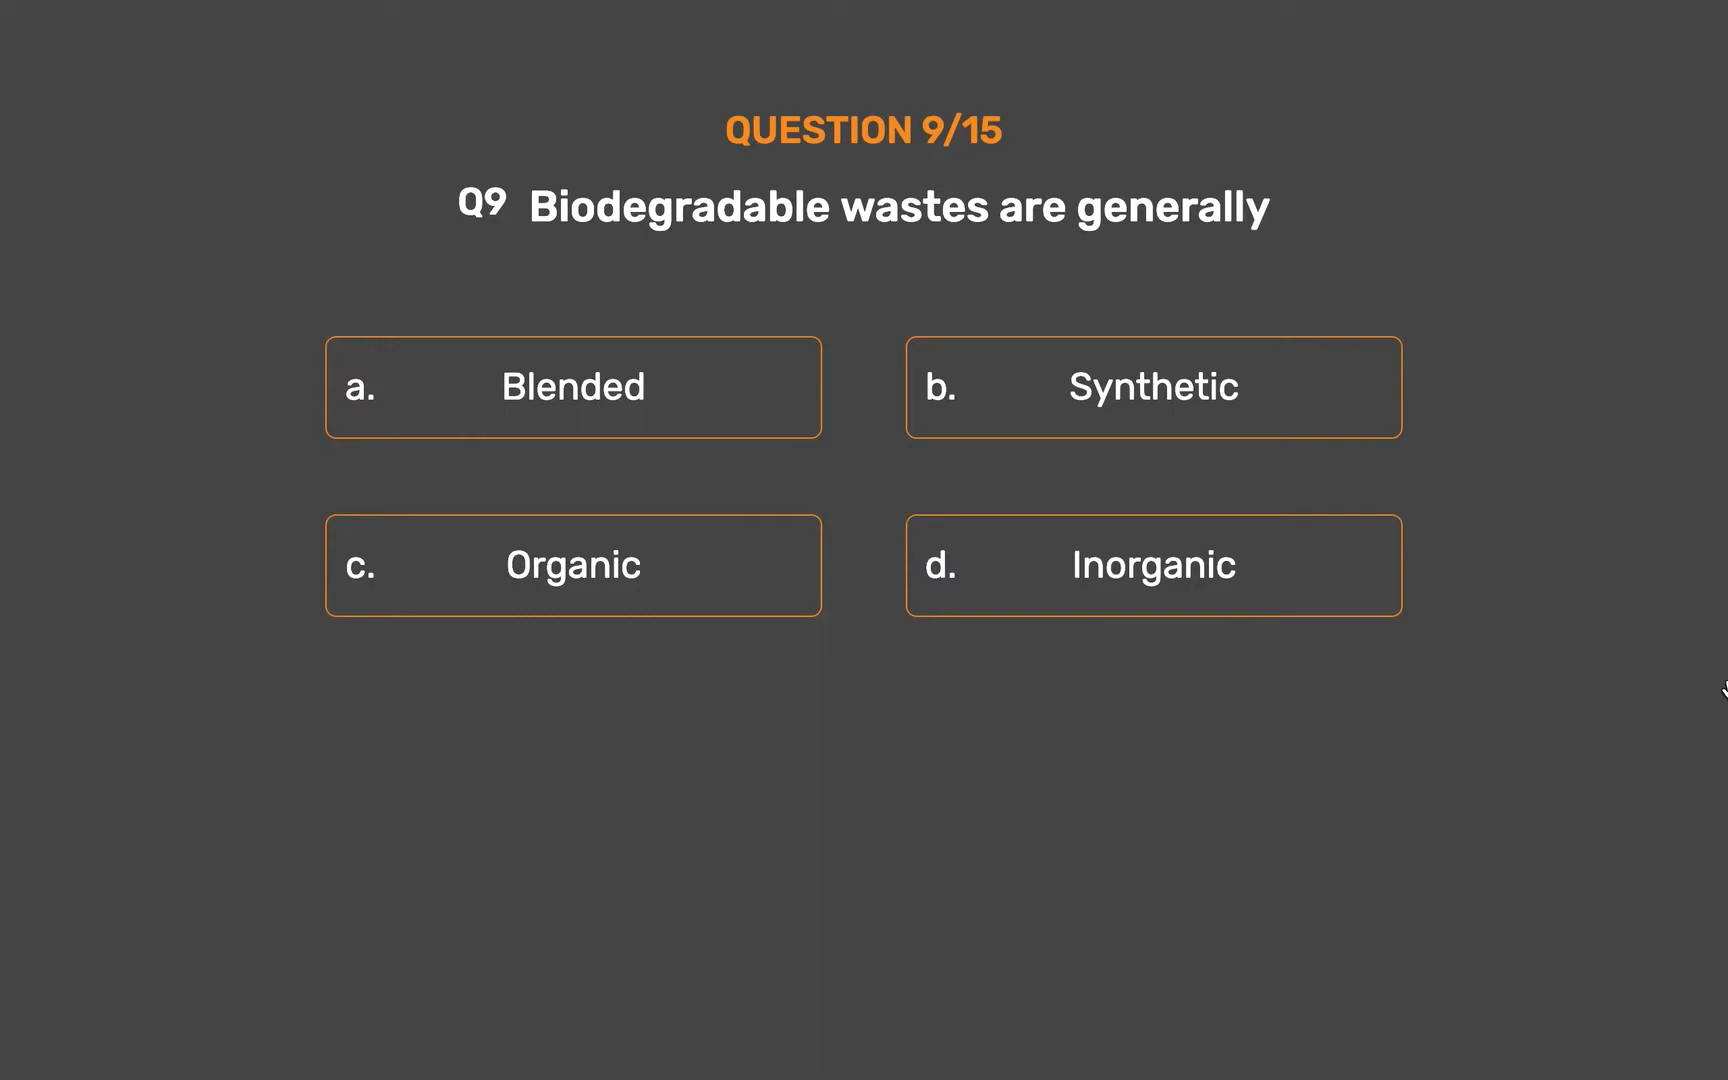 QUESTION 9/15
Q9 Biodegradable wastes are generally
a. Blended
b. Synthetic
c. Organic
d. Inorganic